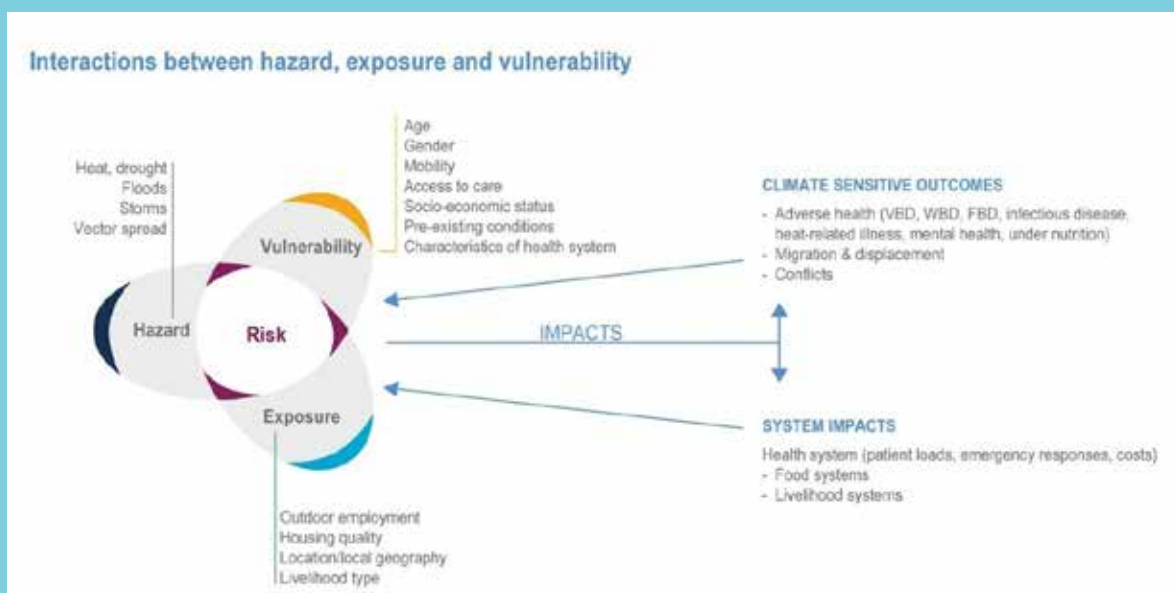 Interactions between hazard, exposure and vulnerability
Heat, drought
Floods
Storms
Vector spread
Age
Gender
Mobility
Access to care
Socio-economic status
Pre-existing conditions
Characteristics of health system
Vulnerability
Hazard
Risk
Exposure
Outdoor employment
Housing quality
Location/local geography
Livelihood type
IMPACTS
CLIMATE SENSITIVE OUTCOMES
- Adverse health (VBD, WBD, FBD, infectious disease,
heat-related illness, mental health, under nutrition)
- Migration & displacement
- Conflicts
SYSTEM IMPACTS
Health system (patient loads, emergency responses, costs)
- Food systems
- Livelihood systems